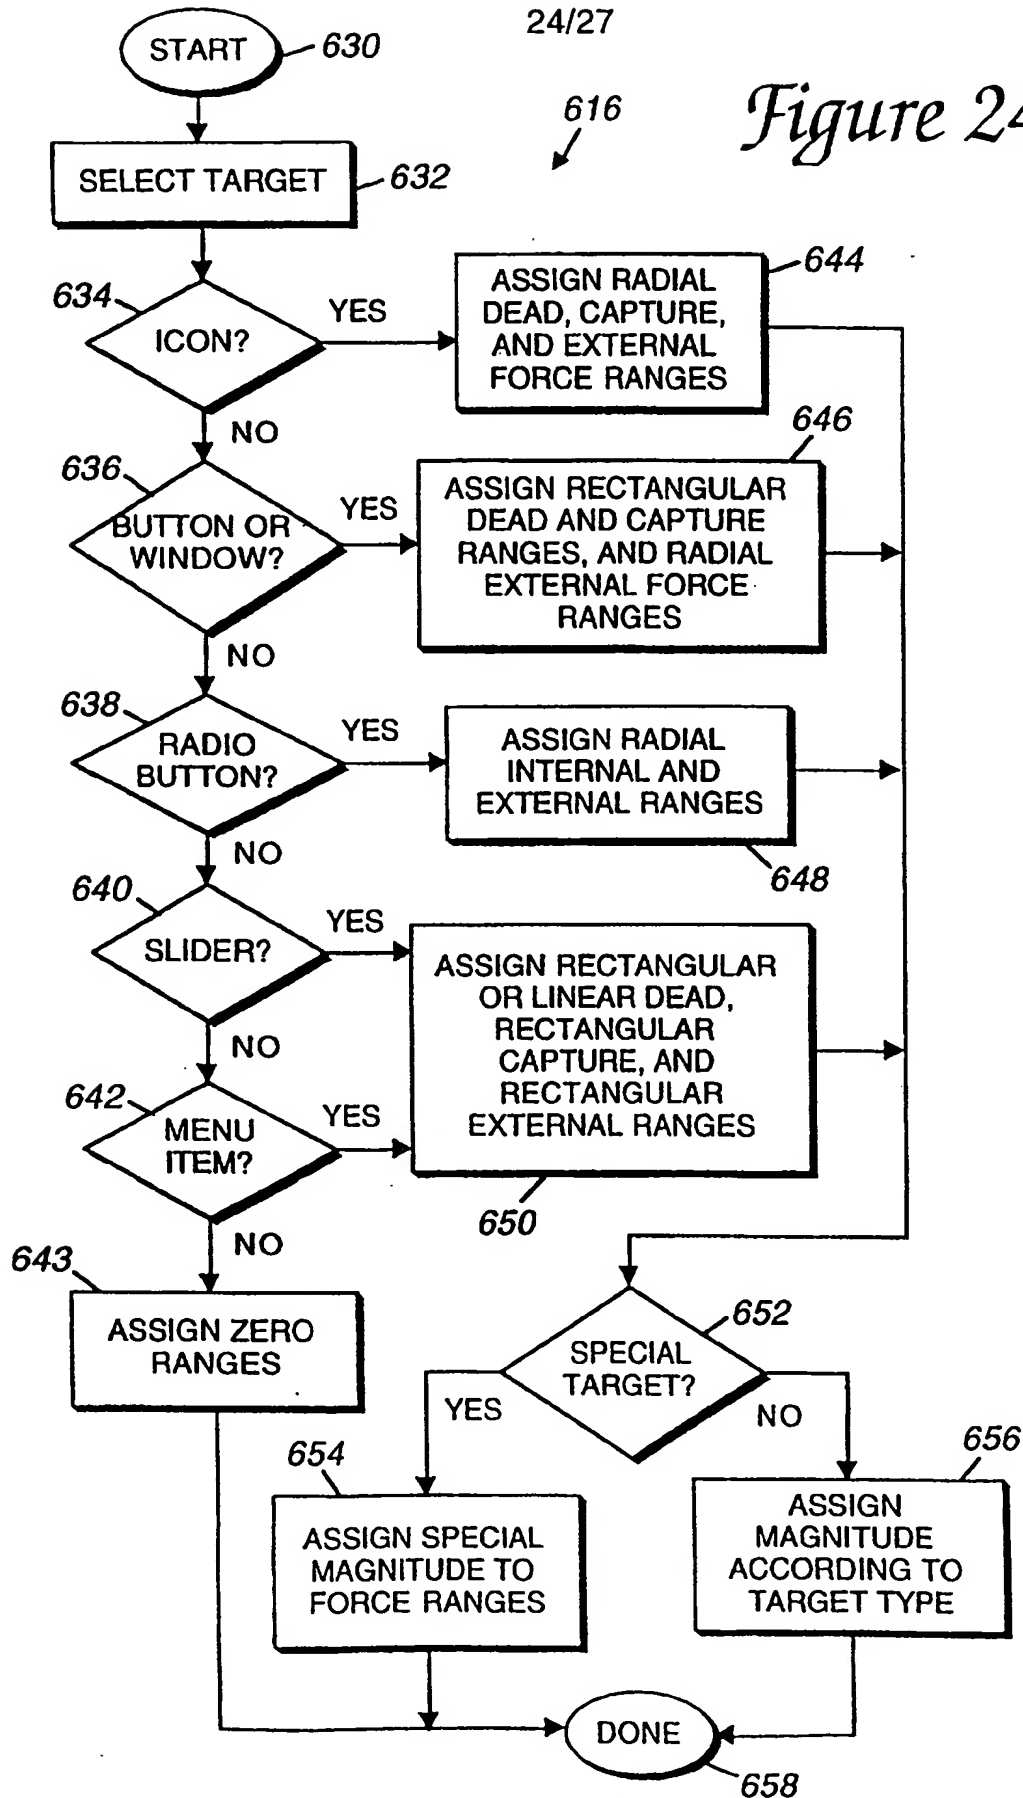 24/27
Figure 24
616
START
630
SELECT TARGET
632
634
ICON?
YES
NO
ASSIGN RADIAL
DEAD, CAPTURE,
AND EXTERNAL
FORCE RANGES
644
636
BUTTON OR
WINDOW?
YES
NO
646
ASSIGN RECTANGULAR
DEAD AND CAPTURE
RANGES, AND RADIAL
EXTERNAL FORCE
RANGES
638
RADIO
BUTTON?
YES
NO
ASSIGN RADIAL
INTERNAL AND
EXTERNAL RANGES
648
640
SLIDER?
YES
NO
ASSIGN RECTANGULAR
OR LINEAR DEAD,
RECTANGULAR
CAPTURE, AND
RECTANGULAR
EXTERNAL RANGES
650
642
MENU
ITEM?
YES
NO
643
ASSIGN ZERO
RANGES
652
SPECIAL
TARGET?
YES
NO
654
ASSIGN SPECIAL
MAGNITUDE TO
FORCE RANGES
656
ASSIGN
MAGNITUDE
ACCORDING TO
TARGET TYPE
DONE
658